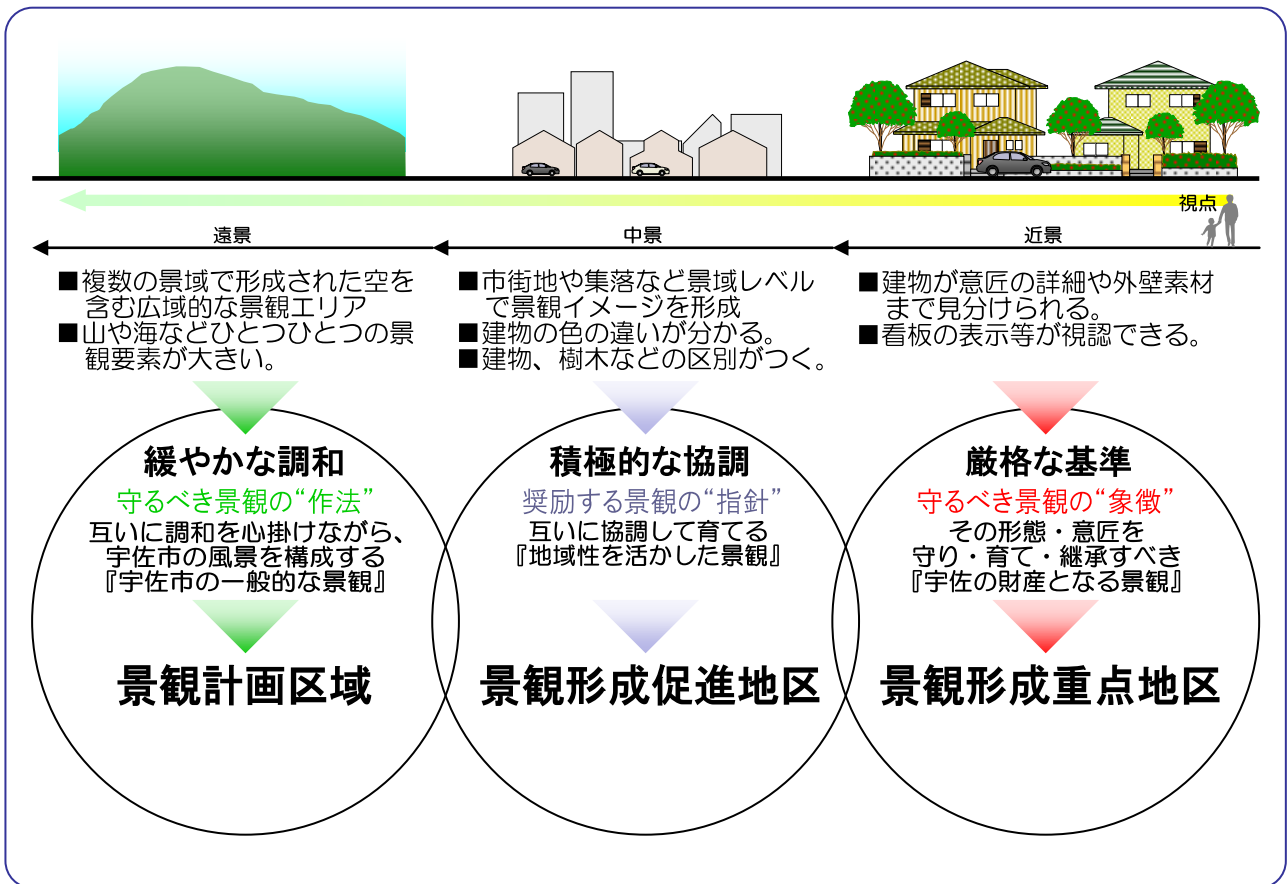 視点
遠景
中景
近景
■複数の景域で形成された空を
含む広域的な景観エリア
■山や海などひとつひとつの景
観要素が大きい。
■市街地や集落など景域レベル
で景観イメージを形成
■建物の色の違いが分かる。
■建物、樹木などの区別がつく。
■建物が意匠の詳細や外壁素材
まで見分けられる。
■看板の表示等が視認できる。
緩やかな調和
守るべき景観の“作法”
互いに調和を心掛けながら、
宇佐市の風景を構成する
『宇佐市の一般的な景観』
景観計画区域
積極的な協調
奨励する景観の“指針”
互いに協調して育てる
『地域性を活かした景観』
景観形成促進地区
厳格な基準
守るべき景観の“象徴”
その形態・意匠を
守り・育て・継承すべき
『宇佐の財産となる景観』
景観形成重点地区